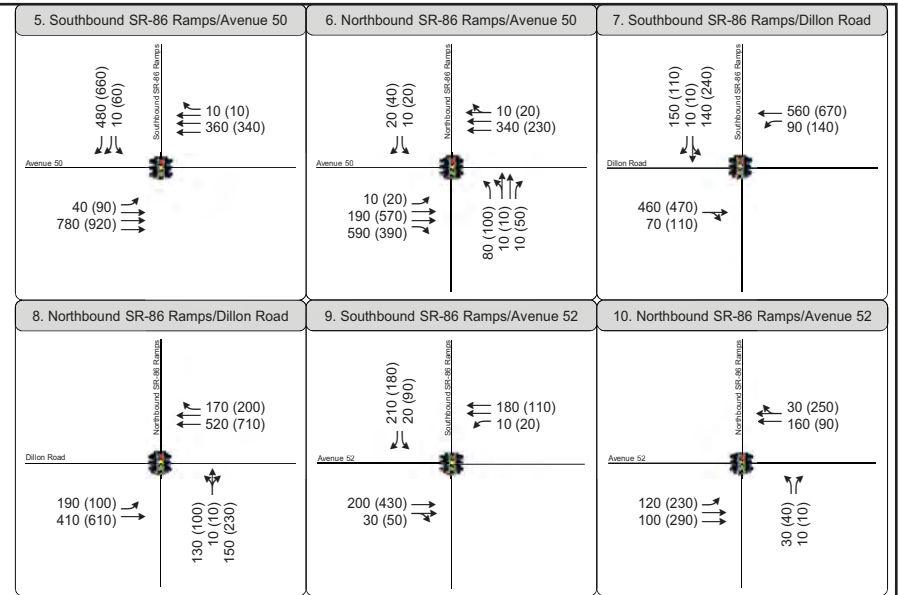 5. Southbound SR-86 Ramps/Avenue 50
480 (660)
10 (60)
Southbound SR-86 Ramps
10 (10)
360 (340)
Avenue 50
40 (90)
780 (920)
6. Northbound SR-86 Ramps/Avenue 50
20 (40)
10 (20)
Northbound SR-86 Ramps
10 (20)
340 (230)
Avenue 50
10 (20)
190 (570)
590 (390)
80 (100)
10 (10)
10 (50)
7. Southbound SR-86 Ramps/Dillon Road
150 (110)
10 (10)
140 (240)
Southbound SR-86 Ramps
560 (670)
90 (140)
Dillon Road
460 (470)
70 (110)
8. Northbound SR-86 Ramps/Dillon Road
Northbound SR-86 Ramps
170 (200)
520 (710)
Dillon Road
190 (100)
410 (610)
130 (100)
10 (10)
150 (230)
9. Southbound SR-86 Ramps/Avenue 52
210 (180)
20 (90)
Southbound SR-86 Ramps
180 (110)
10 (20)
Avenue 52
200 (430)
30 (50)
10. Northbound SR-86 Ramps/Avenue 52
Northbound SR-86 Ramps
30 (250)
160 (90)
Avenue 52
120 (230)
100 (290)
30 (40)
10 (10)